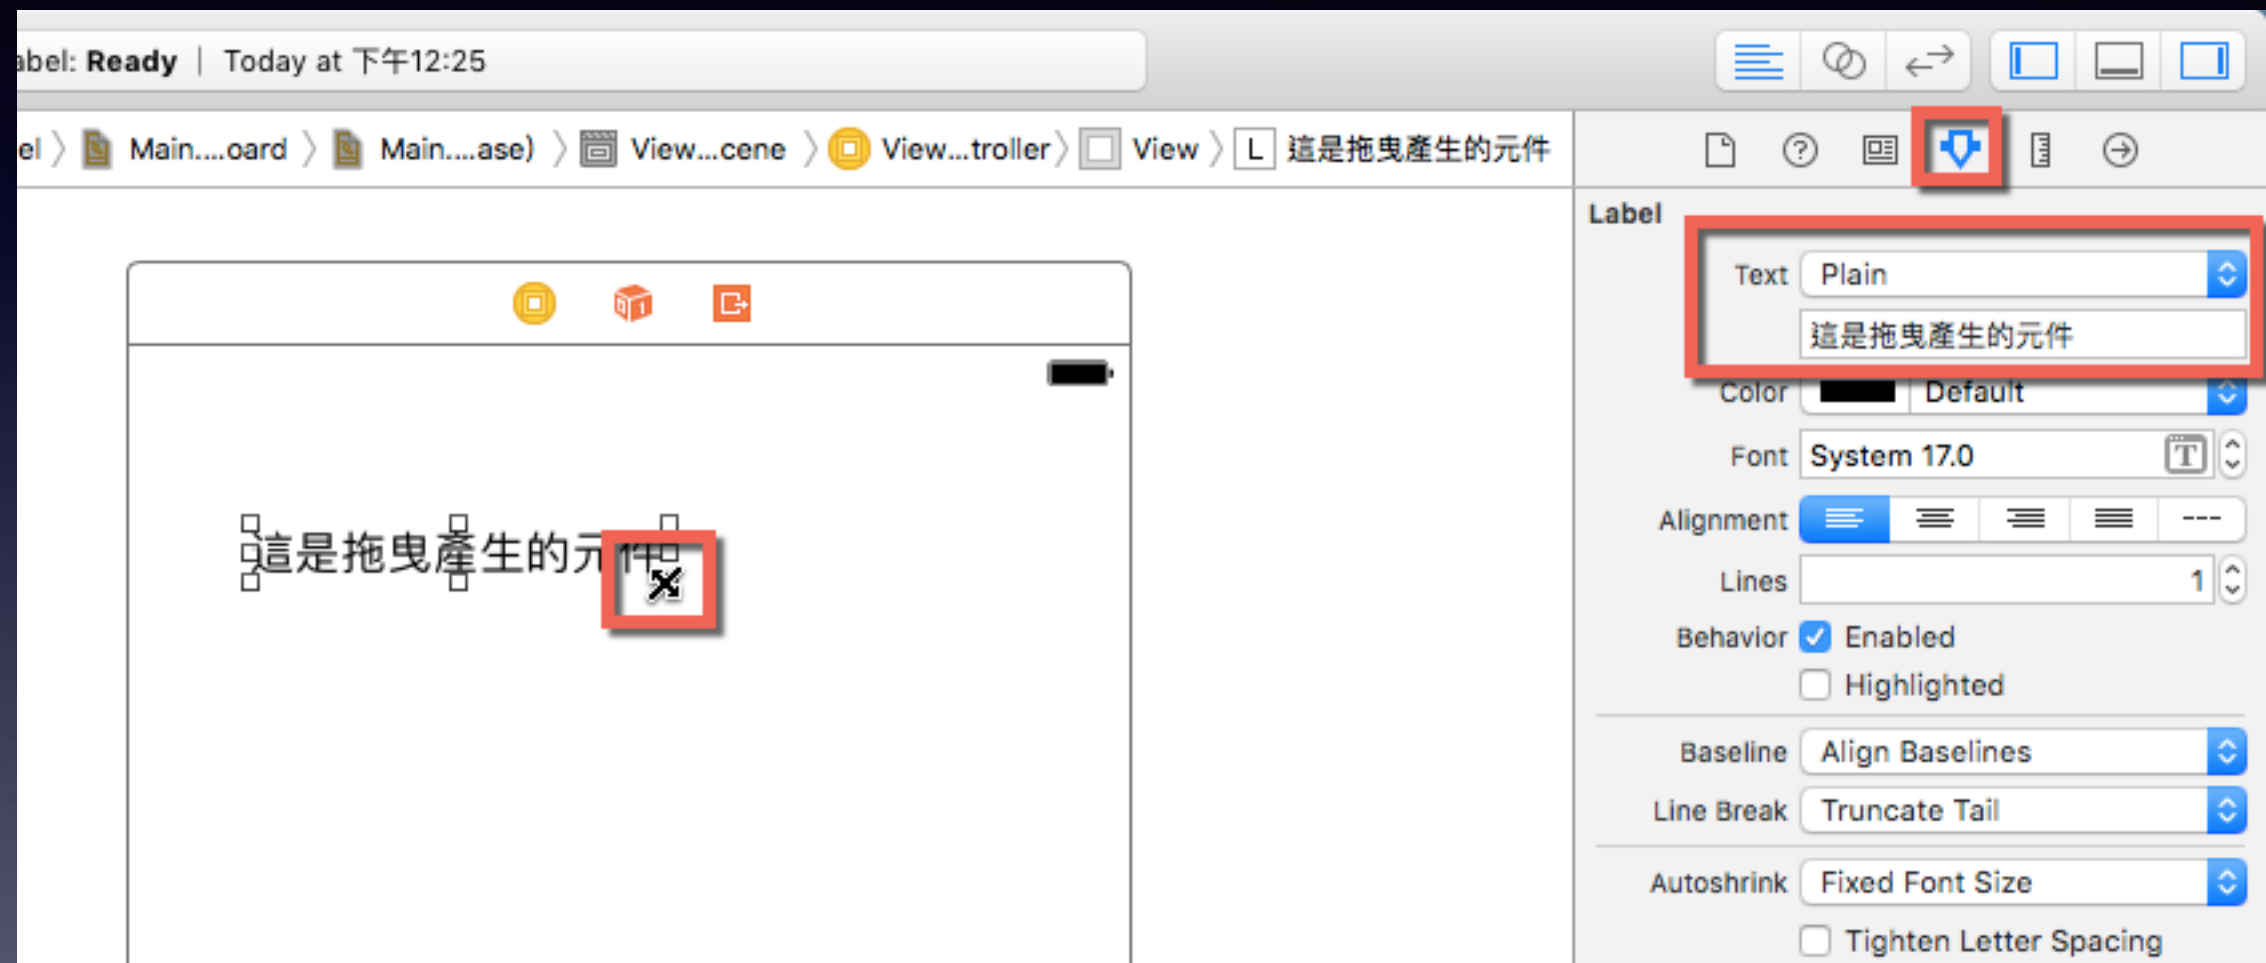 abel: Ready | Today at 下午12:25
el 〉 Main....oard 〉 Main....ase) 〉 View...cene 〉 View...troller 〉 View 〉 L 這是拖曳產生的元件
Label
Text Plain
這是拖曳產生的元件
Color Default
Font System 17.0 T
Alignment
Lines 1
Behavior Enabled
Highlighted
Baseline Align Baselines
Line Break Truncate Tail
Autoshrink Fixed Font Size
Tighten Letter Spacing
這是拖曳產生的元件